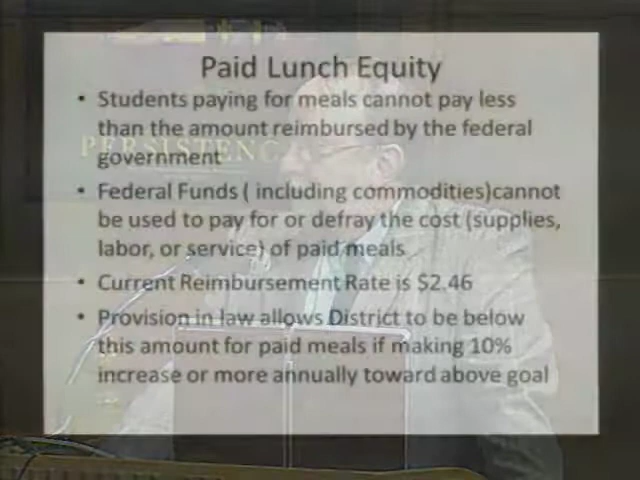 Paid Lunch Equity
• Students paying for meals cannot pay less
than the amount reimbursed by the federal
government
• Federal Funds ( including commodities)cannot
be used to pay for or defray the cost (supplies,
labor, or service) of paid meals
• Current Reimbursement Rate is $2.46
• Provision in law allows District to be below
this amount for paid meals if making 10%
increase or more annually toward above goal
PERSISTENC